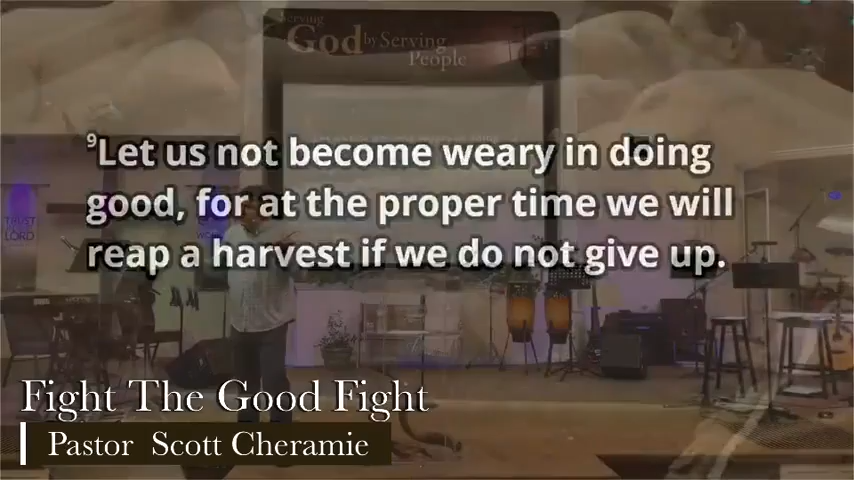 Serving
God by Serving
People
⁹Let us not become weary in doing
good, for at the proper time we will
reap a harvest if we do not give up.
TRUST
LORD
Fight The Good Fight
Pastor Scott Cheramie